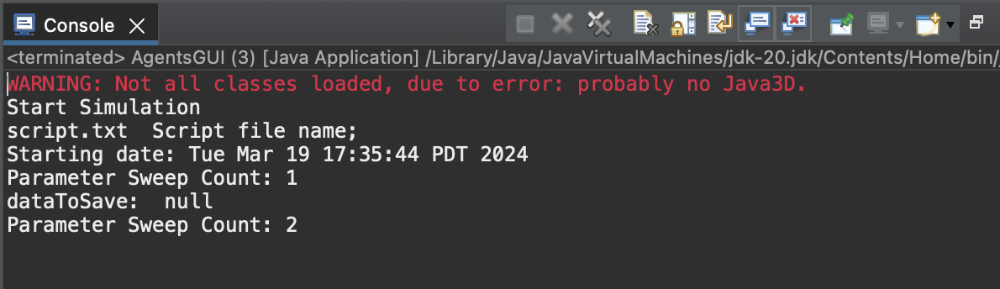 Console
<terminated> AgentsGUI (3) [Java Application] /Library/Java/JavaVirtualMachines/jdk-20.jdk/Contents/Home/bin/
WARNING: Not all classes loaded, due to error: probably no Java3D.
Start Simulation
script.txt  Script file name;
Starting date: Tue Mar 19 17:35:44 PDT 2024
Parameter Sweep Count: 1
dataToSave:  null
Parameter Sweep Count: 2